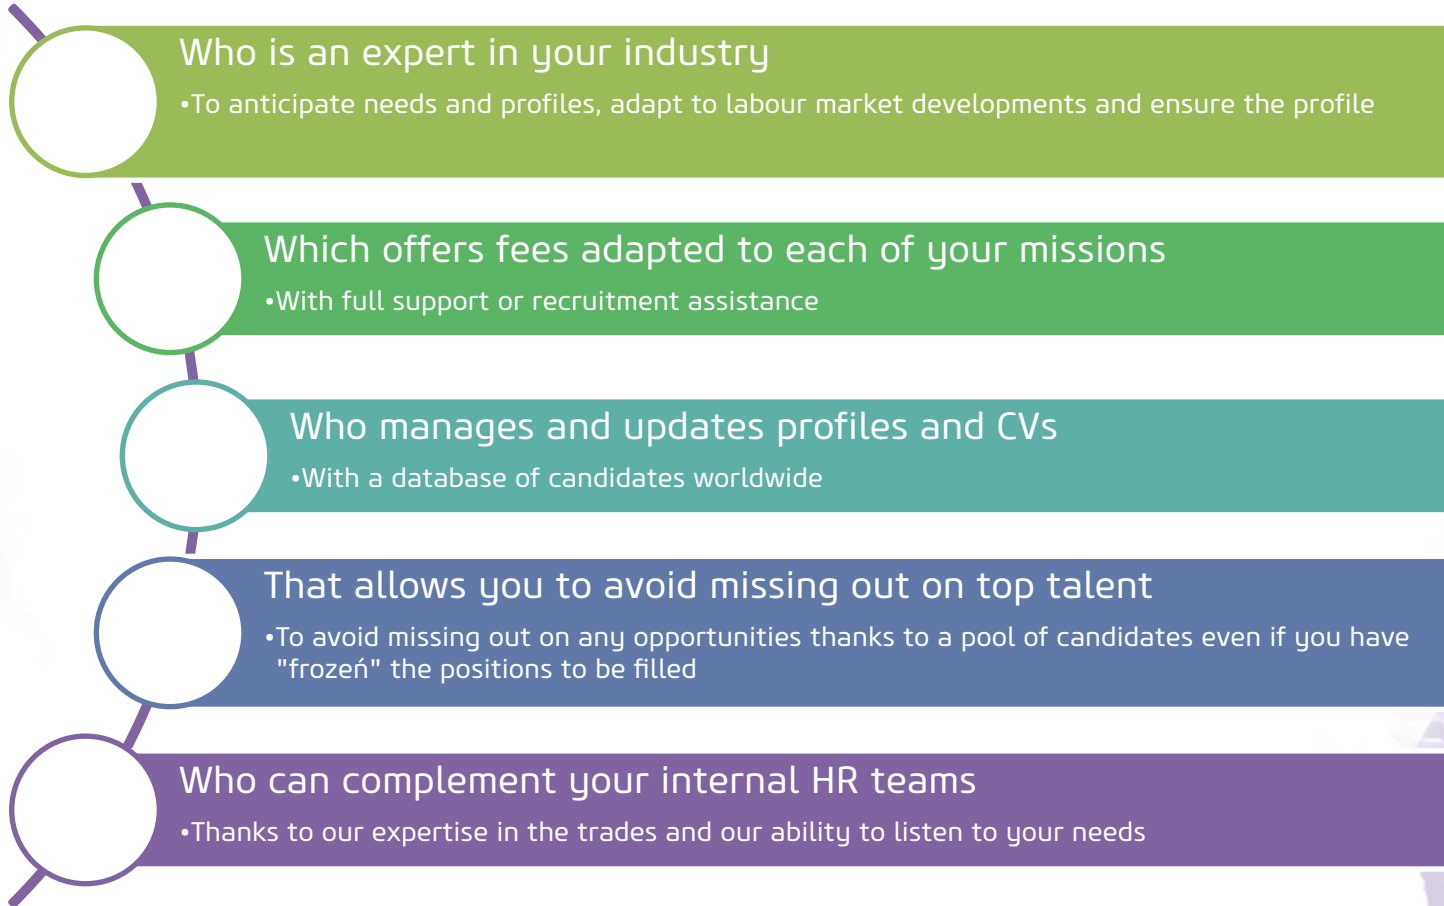 Who is an expert in your industry
•To anticipate needs and profiles, adapt to labour market developments and ensure the profile
Which offers fees adapted to each of your missions
•With full support or recruitment assistance
Who manages and updates profiles and CVs
•With a database of candidates worldwide
That allows you to avoid missing out on top talent
•To avoid missing out on any opportunities thanks to a pool of candidates even if you have
"frozeń" the positions to be filled
Who can complement your internal HR teams
•Thanks to our expertise in the trades and our ability to listen to your needs